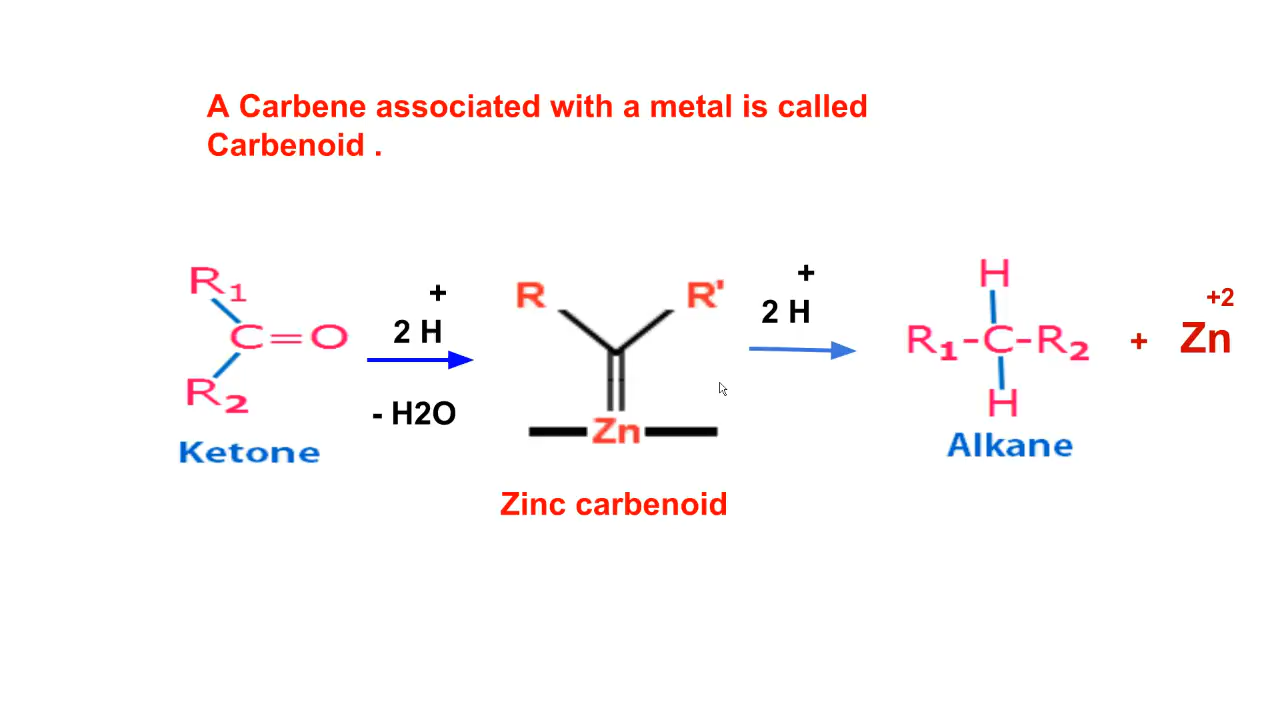 A Carbene associated with a metal is called
Carbenoid .
R1
C=O
R2
Ketone
+
2 H
- H2O
R R'
Zn
Zinc carbenoid
+
2 H
H
R1-C-R2
H
Alkane
+
+2
Zn